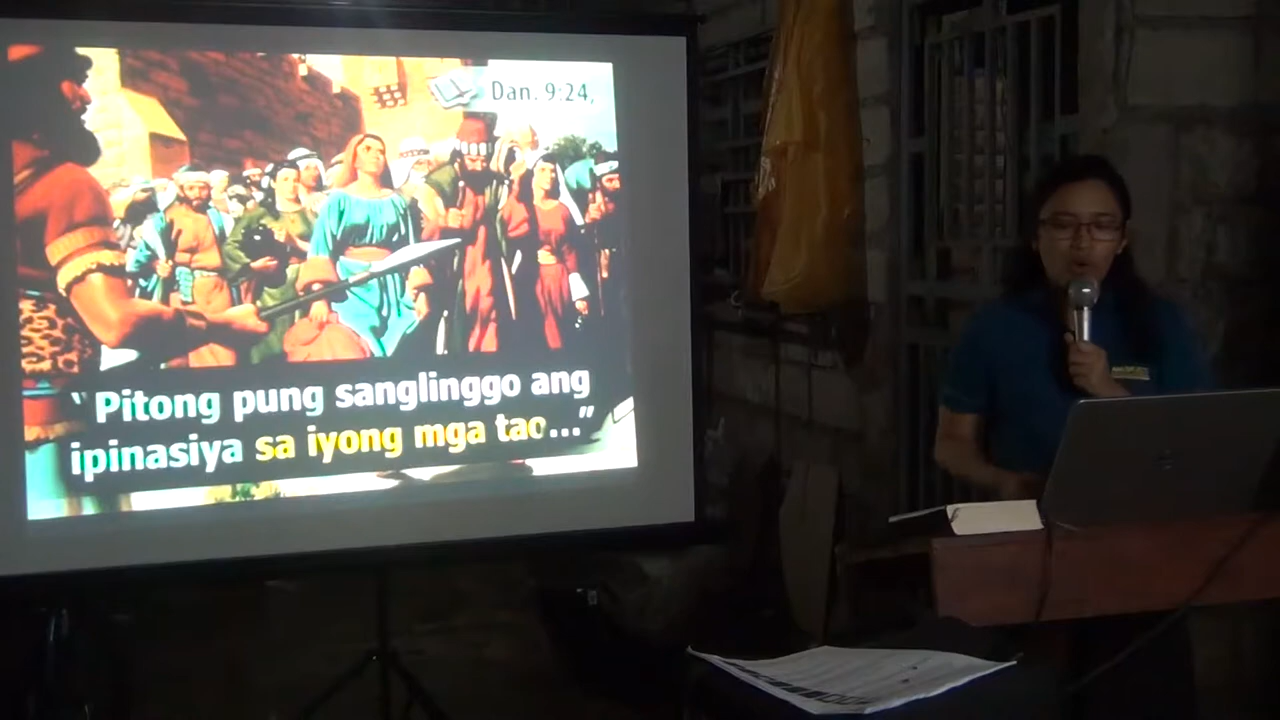 Dan. 9:24,
“Pitong pung sanglinggo ang
ipinasiya sa iyong mga tao...”